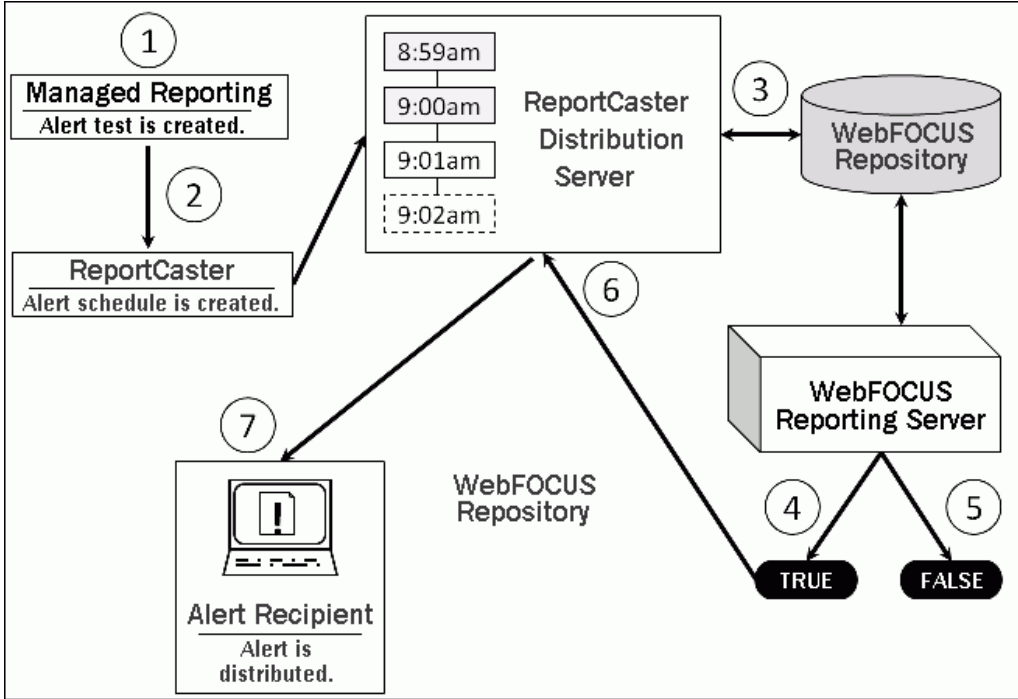 1
Managed Reporting
Alert test is created.
2
ReportCaster
Alert schedule is created.
8:59am
9:00am
9:01am
9:02am
ReportCaster
Distribution
Server
3
WebFOCUS
Repository
WebFOCUS
Reporting Server
4
5
TRUE
FALSE
6
7
Alert Recipient
Alert is
distributed.
!
WebFOCUS
Repository